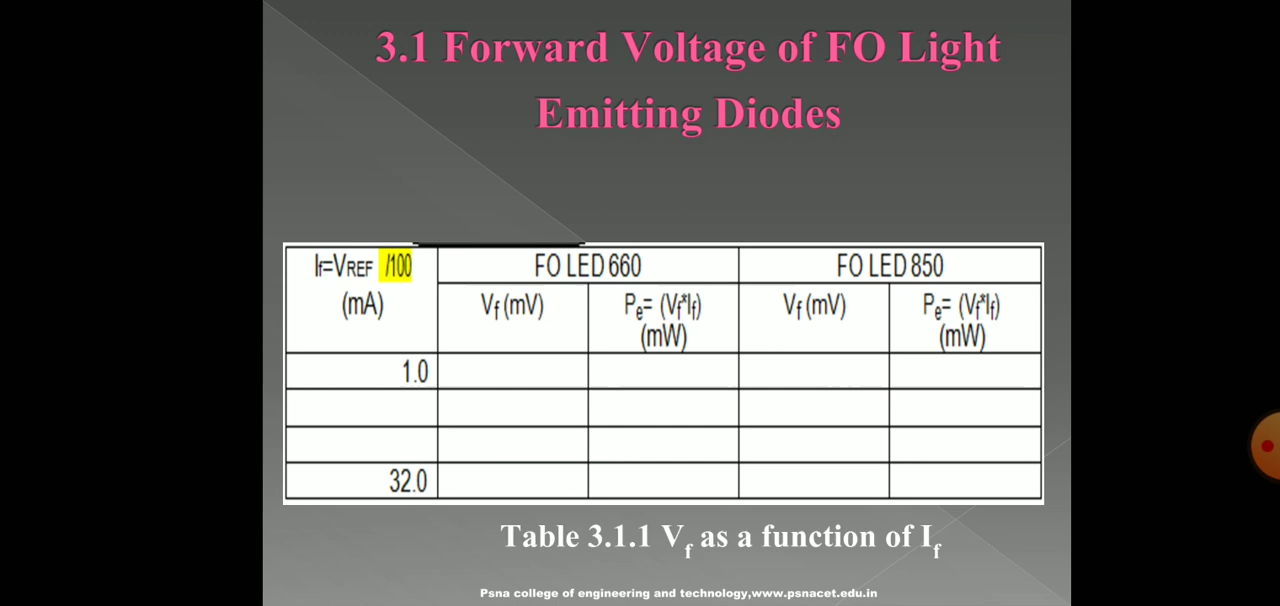 3.1 Forward Voltage of FO Light
Emitting Diodes
If=VREF /100
(mA)
FO LED 660
FO LED 850
Vf (mV)
Pe= (Vf*If)
(mW)
Vf (mV)
Pe= (Vf*If)
(mW)
1.0
32.0
Table 3.1.1 Vf as a function of If
Psna college of engineering and technology,www.psnacet.edu.in